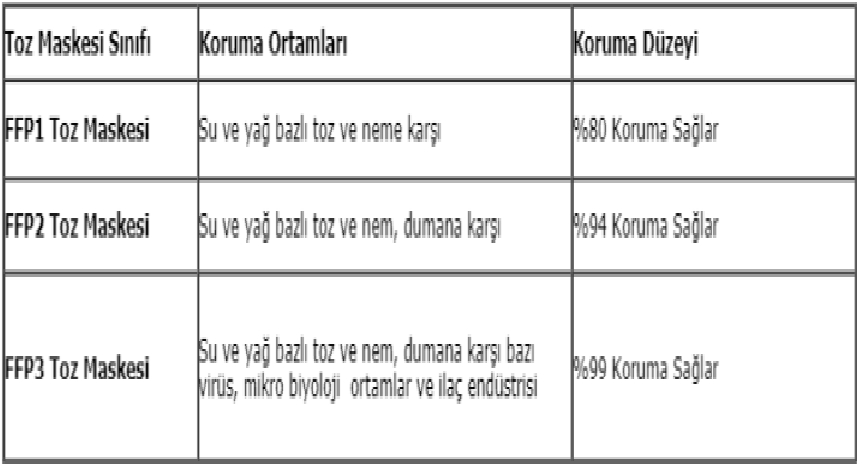 Toz Maskesi Sınıfı
Koruma Ortamları
Koruma Düzeyi
FFP1 Toz Maskesi
Su ve yağ bazlı toz ve neme karşı
%80 Koruma Sağlar
FFP2 Toz Maskesi
Su ve yağ bazlı toz ve nem, dumana karşı
%94 Koruma Sağlar
FFP3 Toz Maskesi
Su ve yağ bazlı toz ve nem, dumana karşı bazı
virüs, mikro biyoloji ortamlar ve ilaç endüstrisi
%99 Koruma Sağlar